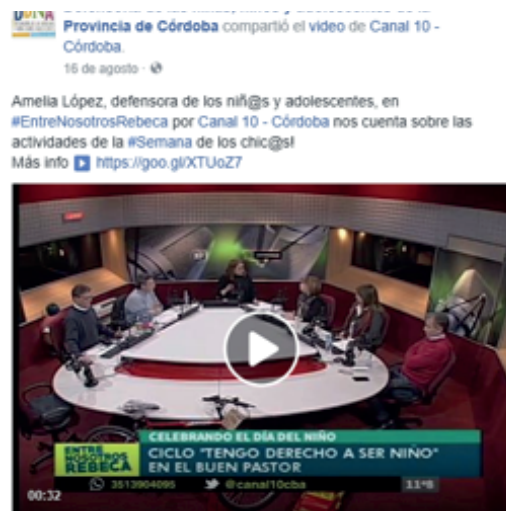 Provincia de Córdoba compartió el video de Canal 10 -
Córdoba.
16 de agosto ·
Amelia López, defensora de los niñ@s y adolescentes, en
#EntreNosotrosRebeca por Canal 10 - Córdoba nos cuenta sobre las
actividades de la #Semana de los chic@s!
Más info https://goo.gl/XTUoZ7
CELEBRANDO EL DÍA DEL NIÑO
ENTRE
NOSOTROS
REBECA
CICLO "TENGO DERECHO A SER NIÑO"
EN EL BUEN PASTOR
3513904095 @canal10cba 11°8
00:32